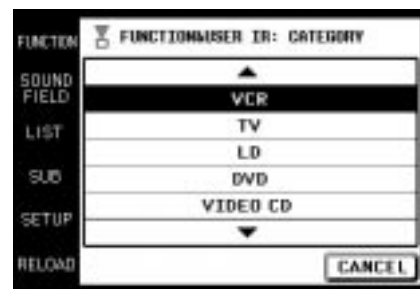 FUNCTION
SOUND
FIELD
LIST
SUB
SETUP
RELOAD
FUNCTION&USER IR: CATEGORY
VCR
TV
LD
DVD
VIDEO CD
CANCEL